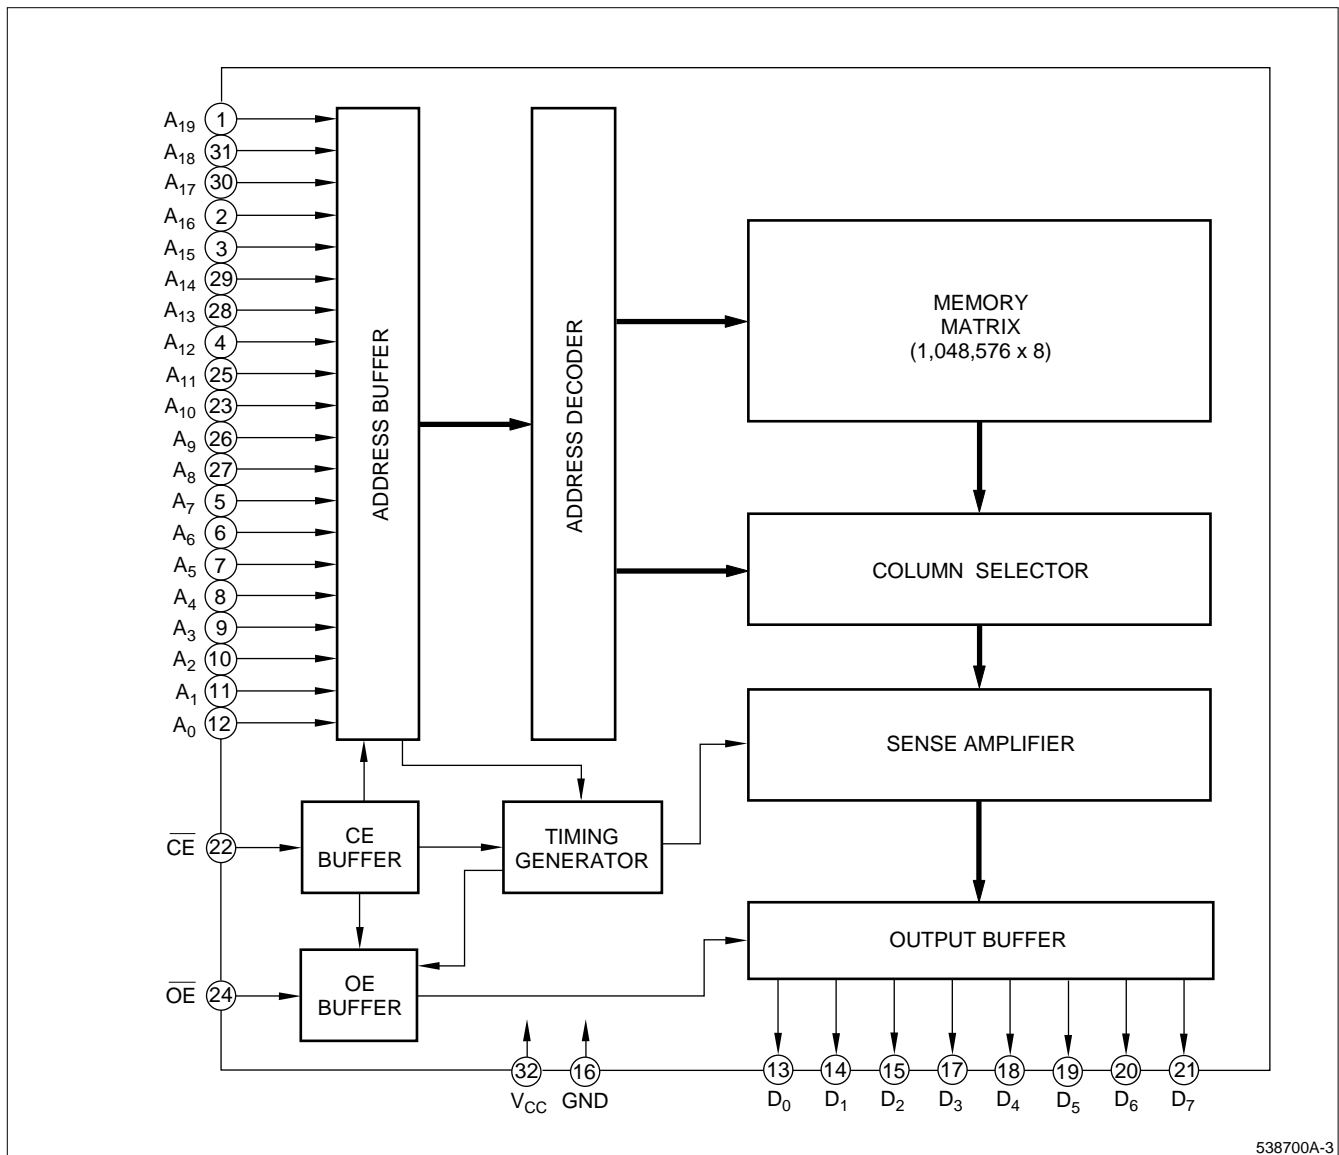 A19 1
A18 31
A17 30
A16 2
A15 3
A14 29
A13 28
A12 4
A11 25
A10 23
A9 26
A8 27
A7 5
A6 6
A5 7
A4 8
A3 9
A2 10
A1 11
A0 12
ADDRESS BUFFER
ADDRESS DECODER
MEMORY
MATRIX
(1,048,576 x 8)
COLUMN SELECTOR
SENSE AMPLIFIER
CE 22
CE
BUFFER
TIMING
GENERATOR
OUTPUT BUFFER
OE 24
OE
BUFFER
32 16 13 14 15 17 18 19 20 21
VCC GND D0 D1 D2 D3 D4 D5 D6 D7
538700A-3